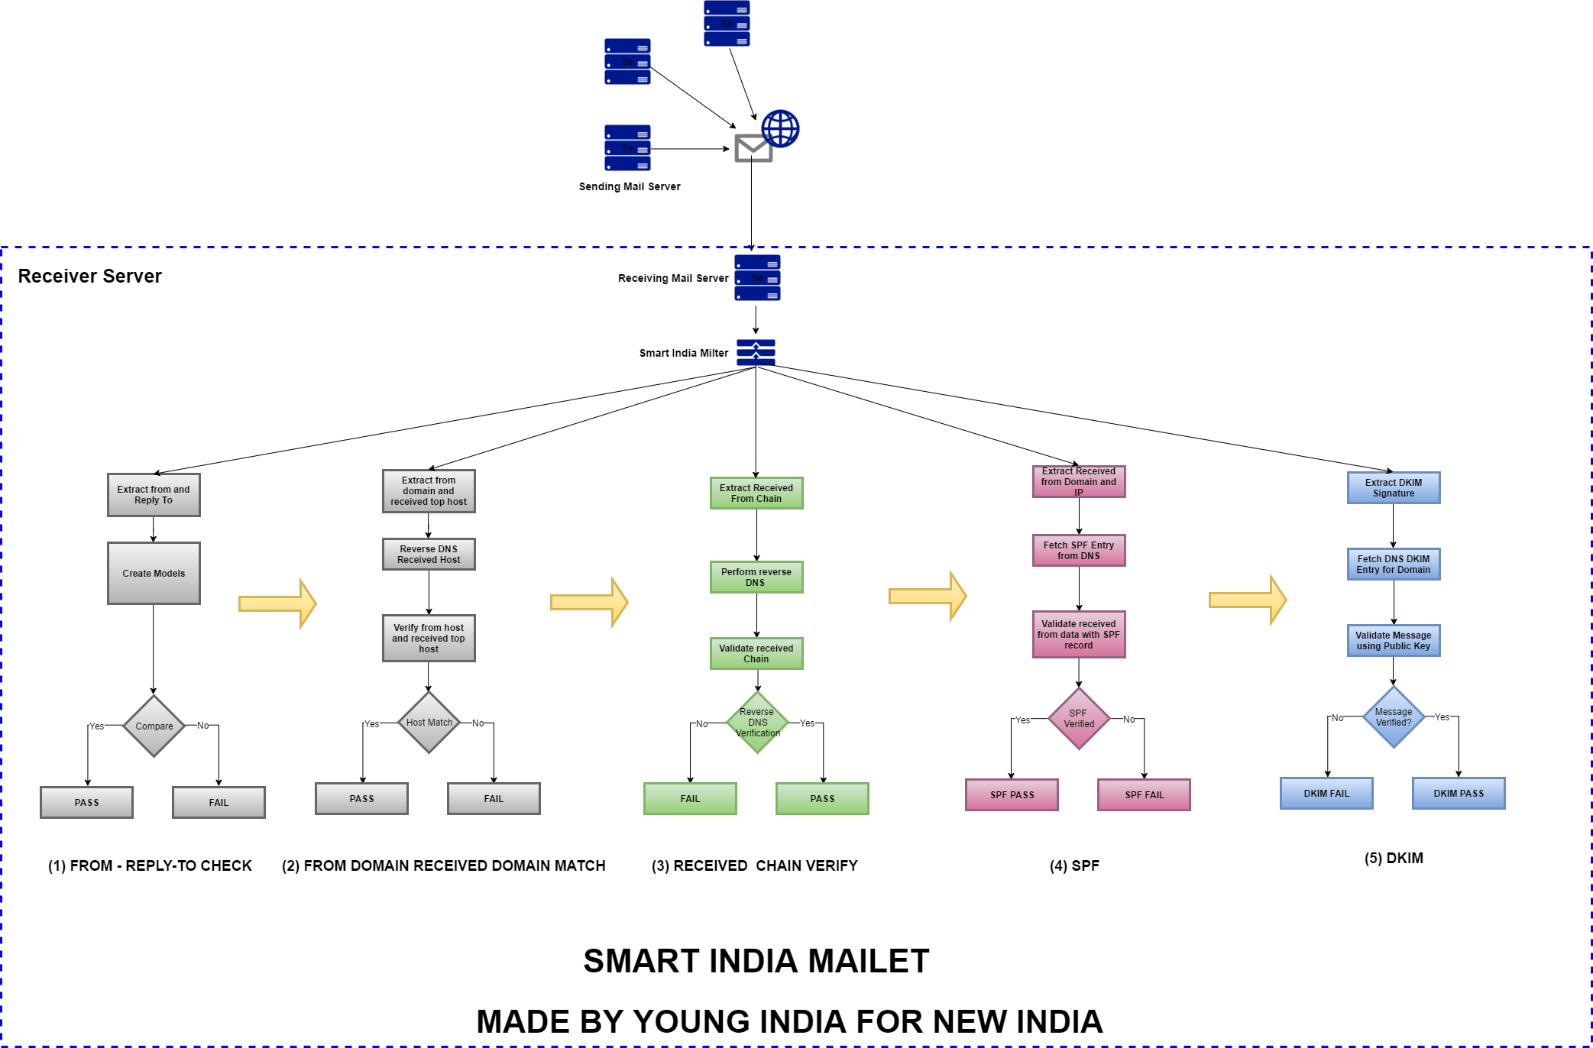 Se
Se
Se
Sending Mail Server
Receiver Server
Receiving Mail Server
Se
Smart India Milter
Extract from and
Reply To
Create Models
Compare
Yes
No
PASS
FAIL
(1) FROM - REPLY-TO CHECK
Extract from
domain and
received top host
Reverse DNS
Received Host
Verify from host
and received top
host
Host Match
Yes
No
PASS
FAIL
(2) FROM DOMAIN RECEIVED DOMAIN MATCH
Extract Received
From Chain
Perform reverse
DNS
Validate received
Chain
Reverse
DNS
Verification
No
Yes
FAIL
PASS
(3) RECEIVED CHAIN VERIFY
Extract Received
from Domain and
IP
Fetch SPF Entry
from DNS
Validate received
from data with SPF
record
SPF
Verified
Yes
No
SPF PASS
SPF FAIL
(4) SPF
Extract DKIM
Signature
Fetch DNS DKIM
Entry for Domain
Validate Message
using Public Key
Message
Verified?
No
Yes
DKIM FAIL
DKIM PASS
(5) DKIM
SMART INDIA MAILET
MADE BY YOUNG INDIA FOR NEW INDIA